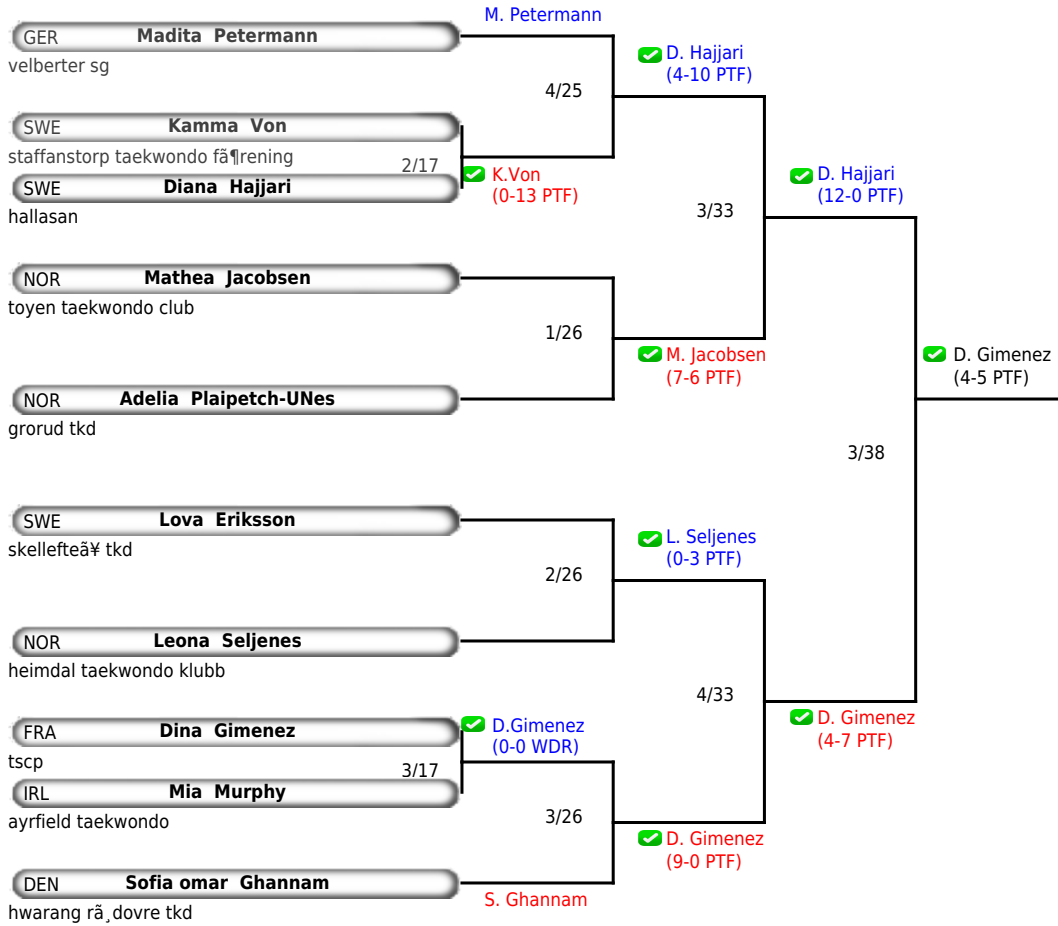 M. Petermann
GER Madita Petermann
velberter sg
D. Hajjari
(4-10 PTF)
4/25
SWE Kamma Von
staffanstorp taekwondo fã¶rening
2/17
K.Von
(0-13 PTF)
SWE Diana Hajjari
hallasan
D. Hajjari
(12-0 PTF)
3/33
NOR Mathea Jacobsen
toyen taekwondo club
1/26
M. Jacobsen
(7-6 PTF)
D. Gimenez
(4-5 PTF)
NOR Adelia Plaipetch-UNes
grorud tkd
3/38
SWE Lova Eriksson
skellefteã¥ tkd
L. Seljenes
(0-3 PTF)
2/26
NOR Leona Seljenes
heimdal taekwondo klubb
4/33
D. Gimenez
(4-7 PTF)
FRA Dina Gimenez
tscp
D.Gimenez
(0-0 WDR)
3/17
IRL Mia Murphy
ayrfield taekwondo
3/26
D. Gimenez
(9-0 PTF)
DEN Sofia omar Ghannam
hwarang rã¸dovre tkd
S. Ghannam